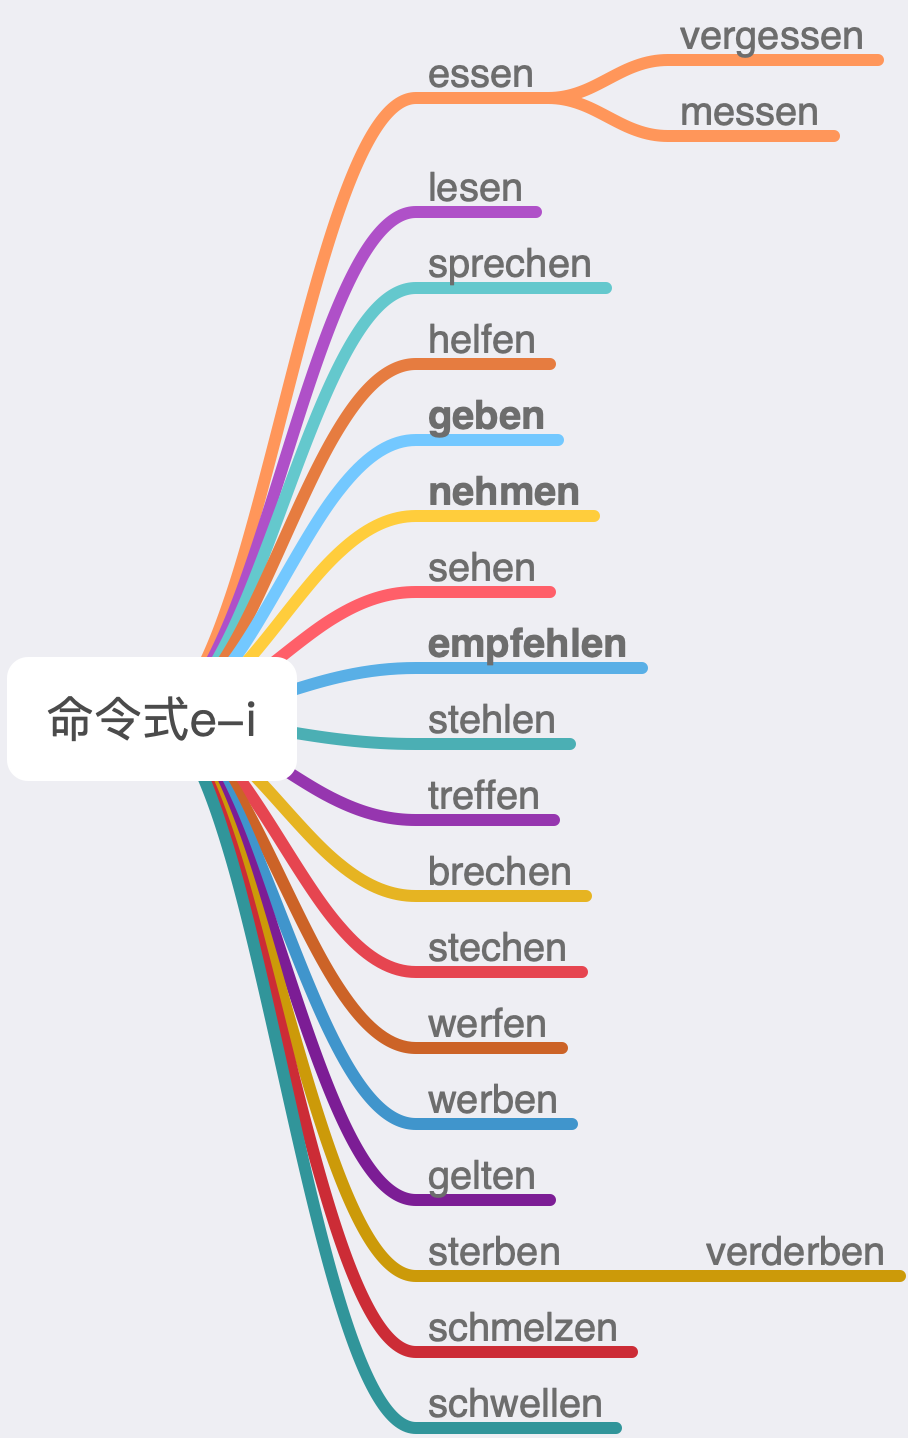 vergessen
essen
messen
lesen
sprechen
helfen
geben
nehmen
sehen
empfehlen
命令式e-i
stehlen
treffen
brechen
stechen
werfen
werben
gelten
sterben verderben
schmelzen
schwellen